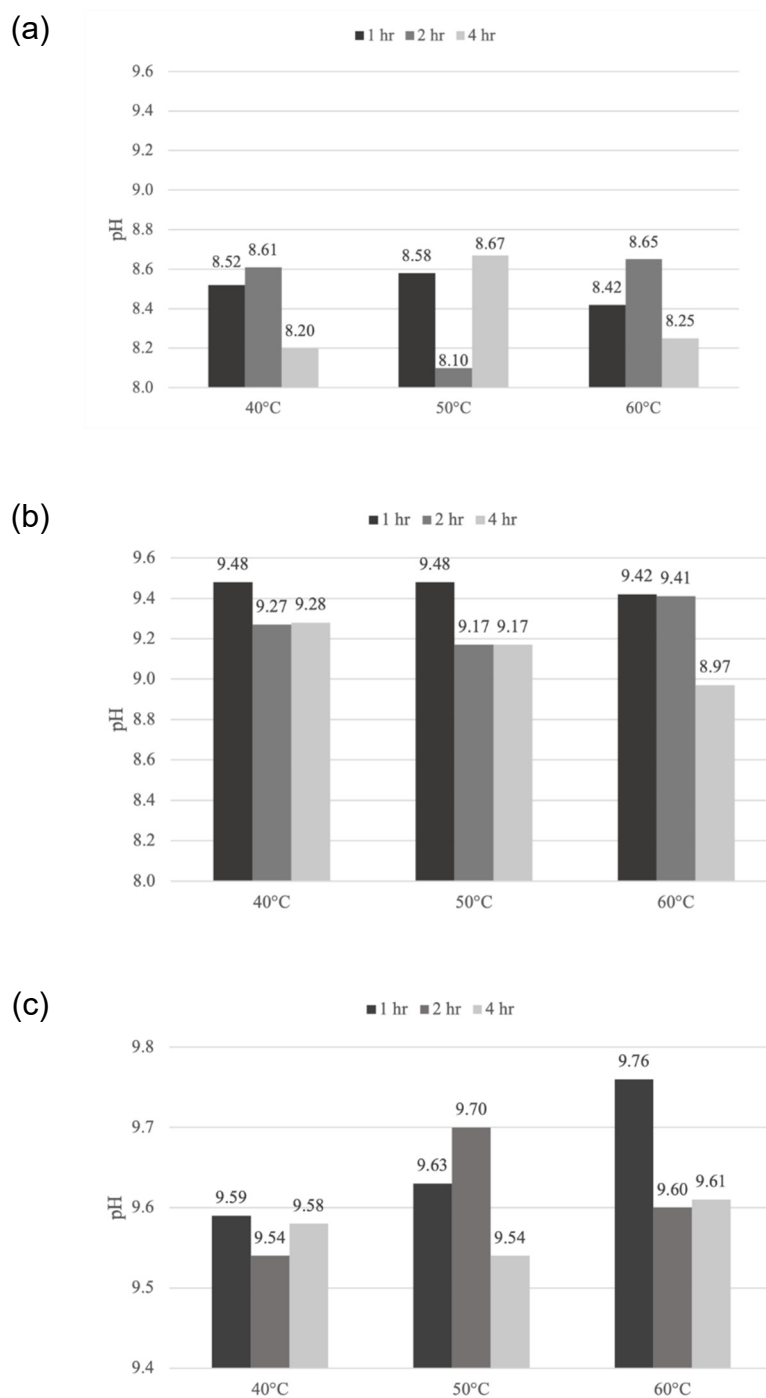 (a)
1 hr 2 hr 4 hr
9.6
9.4
9.2
9.0
8.8
8.6
8.4
8.2
8.0
pH
8.52 8.61 8.20
8.58 8.10 8.67
8.42 8.65 8.25
40°C 50°C 60°C
(b)
1 hr 2 hr 4 hr
9.6
9.4
9.2
9.0
8.8
8.6
8.4
8.2
8.0
pH
9.48 9.27 9.28
9.48 9.17 9.17
9.42 9.41 8.97
40°C 50°C 60°C
(c)
1 hr 2 hr 4 hr
9.8
9.7
9.6
9.5
9.4
pH
9.59 9.54 9.58
9.63 9.70 9.54
9.76 9.60 9.61
40°C 50°C 60°C